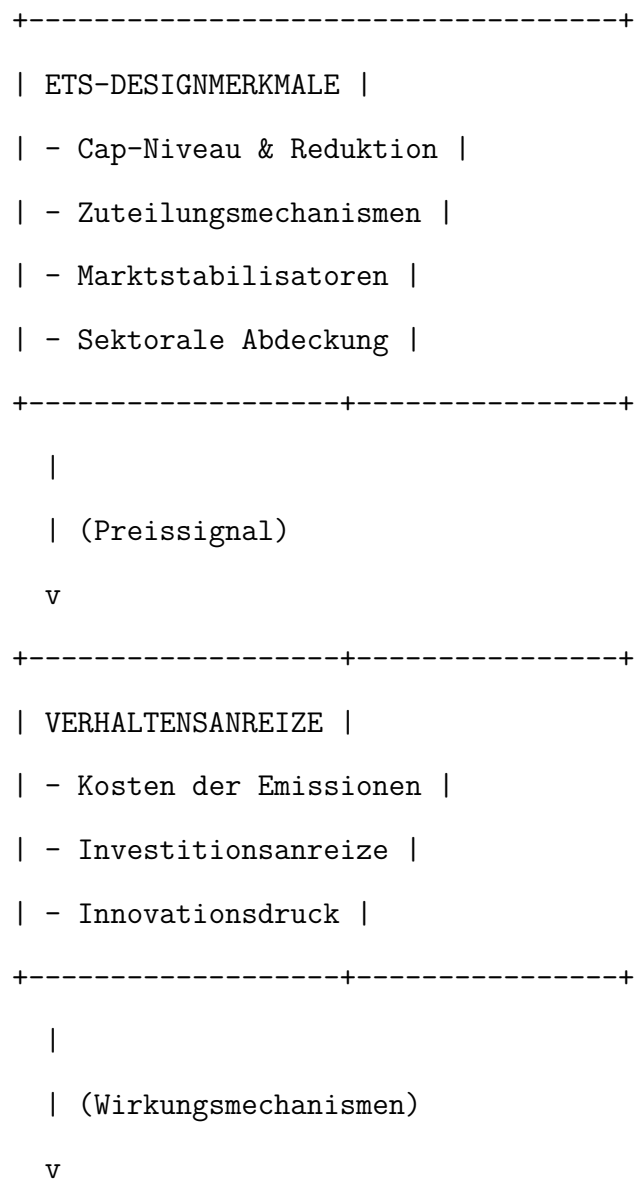 +------------------------------------+
| ETS-DESIGNMERKMALE |
| - Cap-Niveau & Reduktion |
| - Zuteilungsmechanismen |
| - Marktstabilisatoren |
| - Sektorale Abdeckung |
+-------------------+----------------+
|
| (Preissignal)
v
+-------------------+----------------+
| VERHALTENSANREIZE |
| - Kosten der Emissionen |
| - Investitionsanreize |
| - Innovationsdruck |
+-------------------+----------------+
|
| (Wirkungsmechanismen)
v